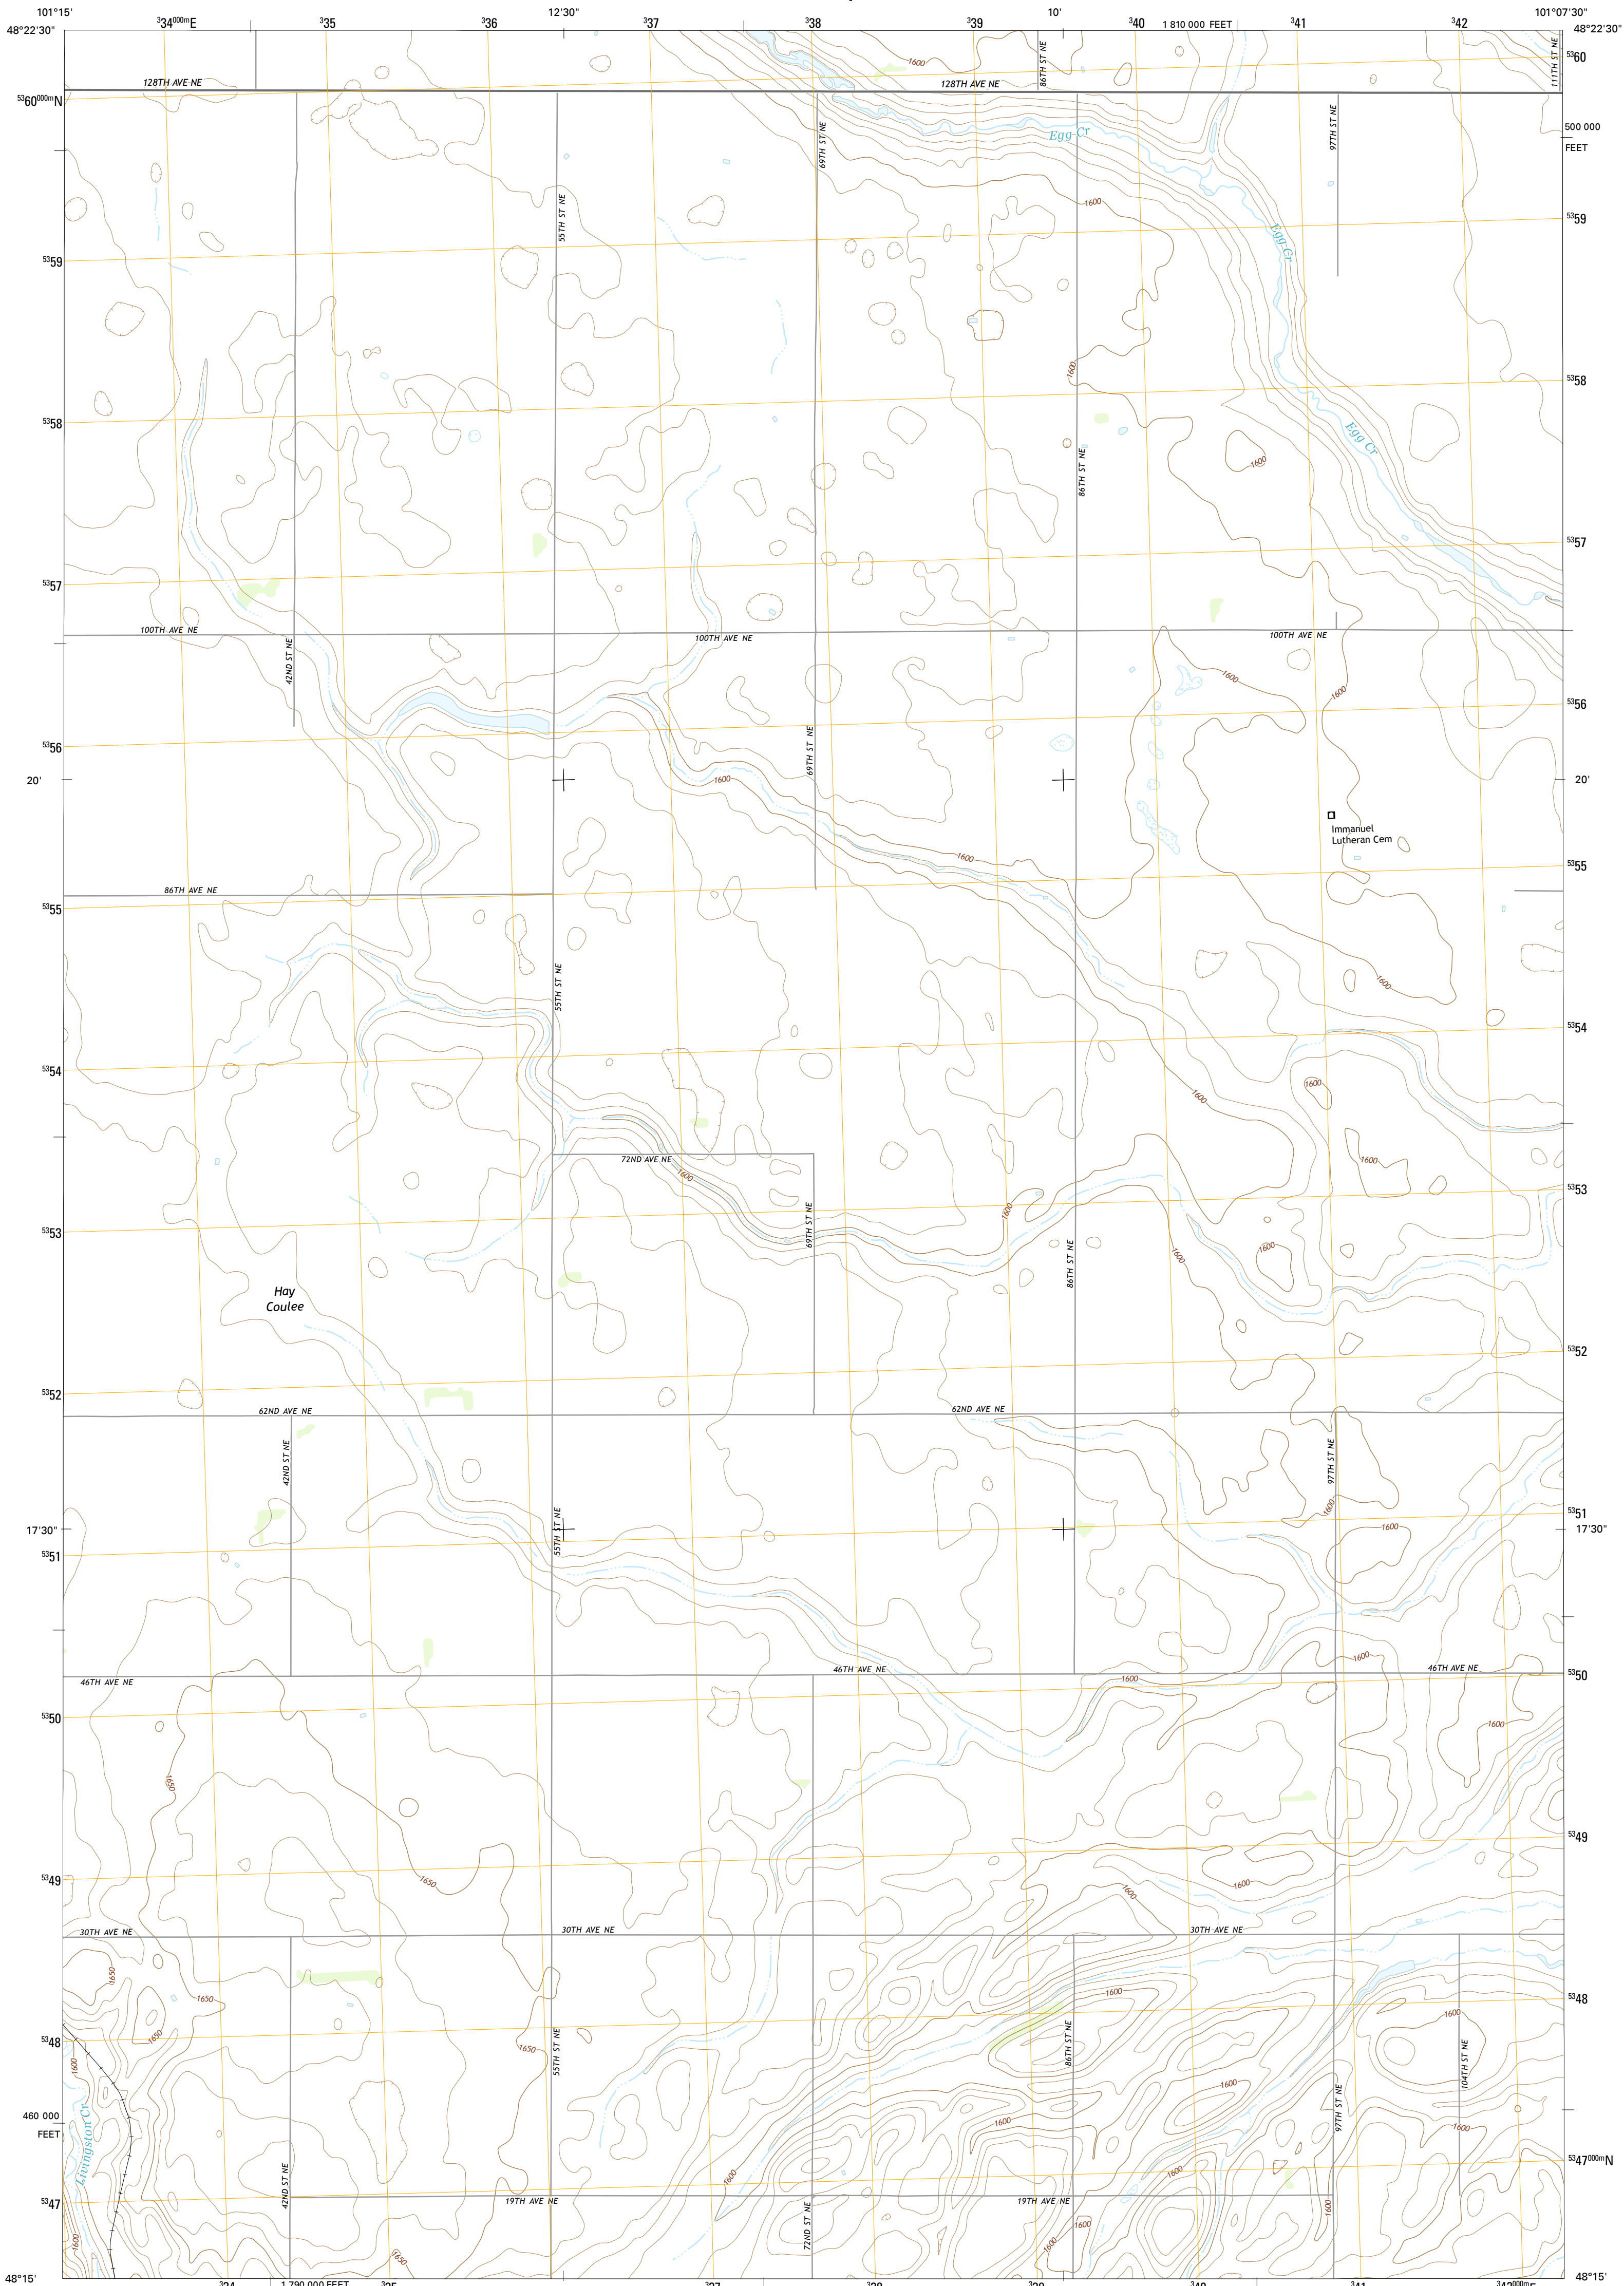 101°15'
334000mE
335
336
12'30"
337
338
339
10'
340
1 810 000 FEET
341
342
101°07'30"
48°22'30"
48°22'30"
5360
111TH ST NE
1600
86TH ST NE
128TH AVE NE
128TH AVE NE
5360000mN
500 000
FEET
Egg Cr
69TH ST NE
97TH ST NE
1600
55TH ST NE
5359
Egg Cr
5359
1600
5358
5358
Egg Cr
1600
86TH ST NE
5357
5357
100TH AVE NE
100TH AVE NE
100TH AVE NE
42ND ST NE
1600
1600
5356
5356
69TH ST NE
20'
1600
20'
Immanuel
Lutheran Cem
1600
5355
86TH AVE NE
5355
55TH ST NE
1600
5354
5354
1600
1600
72ND AVE NE
1600
1600
5353
69TH ST NE
1600
5353
86TH ST NE
1600
1600
Hay
Coulee
5352
5352
62ND AVE NE
62ND AVE NE
42ND ST NE
97TH ST NE
1600
5351
17'30"
55TH ST NE
1600
17'30"
5351
1600
46TH AVE NE
46TH AVE NE
46TH AVE NE
1600
5350
5350
1600
1650
5349
1650
5349
1600
1600
30TH AVE NE
30TH AVE NE
30TH AVE NE
1650
1650
1600
5348
1650
1600
5348
1600
55TH ST NE
1650
86TH ST NE
104TH ST NE
1600
97TH ST NE
460 000
FEET
Livingston Cr
1600
1600
1600
1600
5347000mN
5347
42ND ST NE
19TH AVE NE
19TH AVE NE
1600
72ND ST NE
1600
1600
1600
1650
48°15'
1 790 000 FEET
48°15'